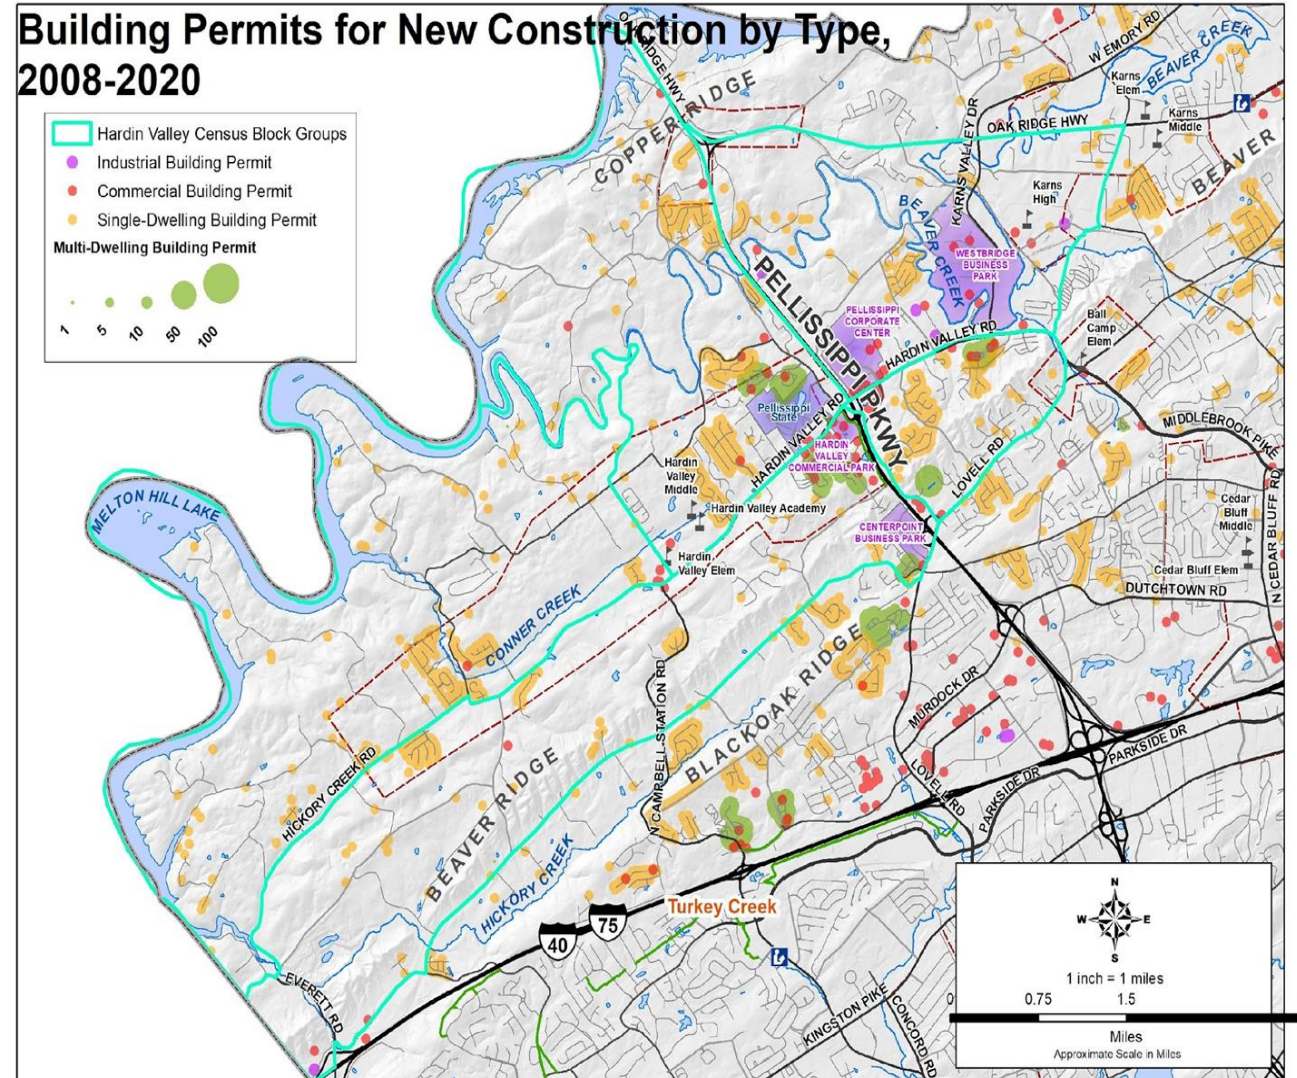 Building Permits for New Construction by Type,
2008-2020
Hardin Valley Census Block Groups
Industrial Building Permit
Commercial Building Permit
Single-Dwelling Building Permit
Multi-Dwelling Building Permit
1
5
10
50
100
COPPER RIDGE
W EMORY RD
BEAVER CREEK
Karns
Elem
Karns
Middle
OAK RIDGE HWY
KARNS VALLEY DR
BEAVER
Karns
High
BEAVER CREEK
WESTBRIDGE
BUSINESS
PARK
PELLISSIPPI PKWY
PELLISSIPPI
CORPORATE
CENTER
HARDIN VALLEY RD
Ball
Camp
Elem
Pellissippi
State
HARDIN VALLEY RD
HARDIN
VALLEY
COMMERCIAL PARK
MIDDLEBROOK PIKE
LOVELL RD
Hardin
Valley
Middle
Hardin Valley Academy
N CEDAR BLUFF RD
Cedar
Bluff
Middle
MELTON HILL LAKE
CENTERPOINT
BUSINESS PARK
Hardin
Valley Elem
Cedar Bluff Elem
DUTCHTOWN RD
CONNER CREEK
N CAMPBELL STATION RD
BLACKOAK RIDGE
MURDOCK DR
HICKORY CREEK RD
BEAVER RIDGE
PARKSIDE DR
LOVELL RD
PARKSIDE DR
HICKORY CREEK
Turkey Creek
75
40
EVERETT RD
KINGSTON PIKE
CONCORD RD
N
W
E
S
1 inch = 1 miles
0
0.75
1.5
Miles
Approximate Scale in Miles